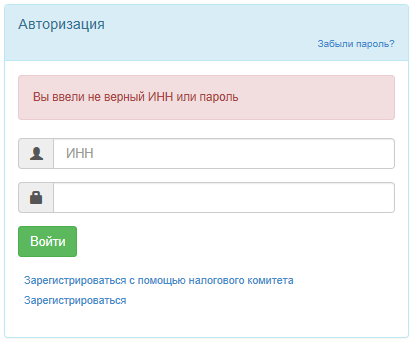 Авторизация
Забыли пароль?
Вы ввели не верный ИНН или пароль
ИНН
Войти
Зарегистрироваться с помощью налогового комитета
Зарегистрироваться